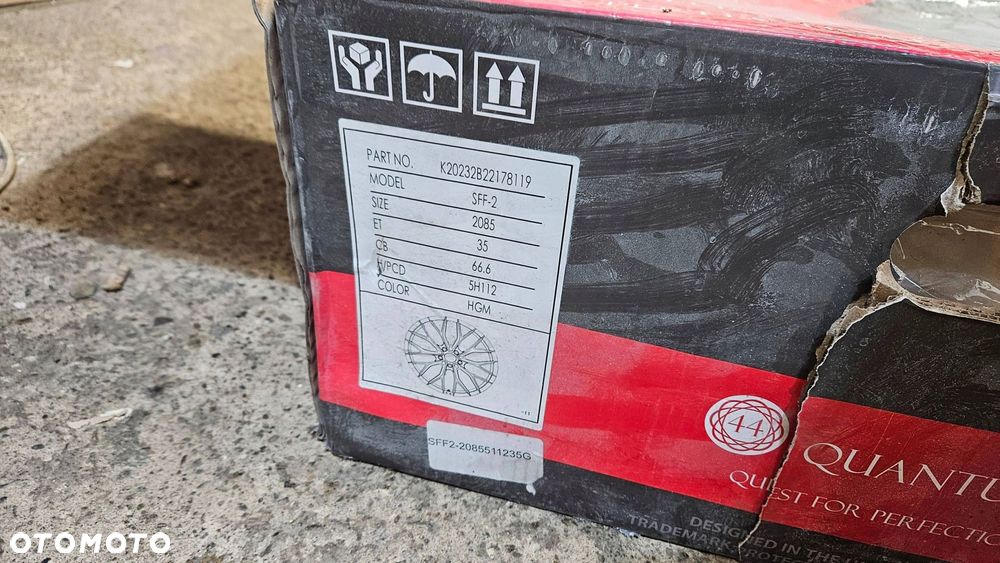 PART NO. K20232B22178119
MODEL SFF-2
SIZE 2085
ET 35
CB 66.6
H/PCD 5H112
COLOR HGM
SFF2-2085511235G
44
QUANTU
QUEST FOR PERFECTIO
DESIGNED IN THE
TRADEMARK PROTEC
OTOMOTO